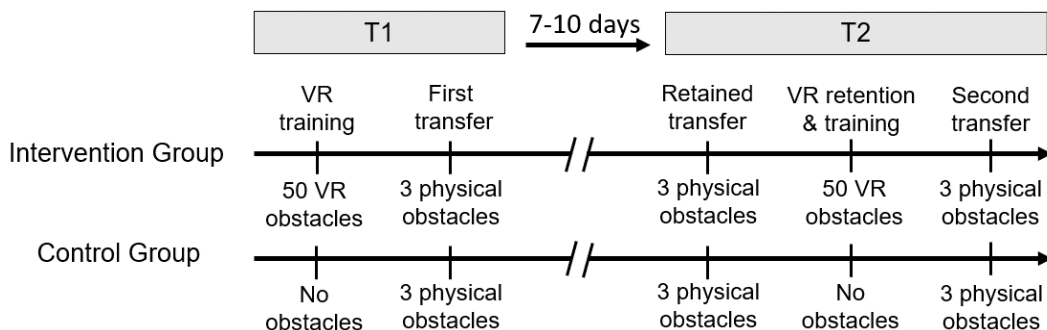 T1
7-10 days
T2
VR
training
First
transfer
Retained
transfer
VR retention
& training
Second
transfer
Intervention Group
50 VR
obstacles
3 physical
obstacles
3 physical
obstacles
50 VR
obstacles
3 physical
obstacles
Control Group
No
obstacles
3 physical
obstacles
3 physical
obstacles
No
obstacles
3 physical
obstacles